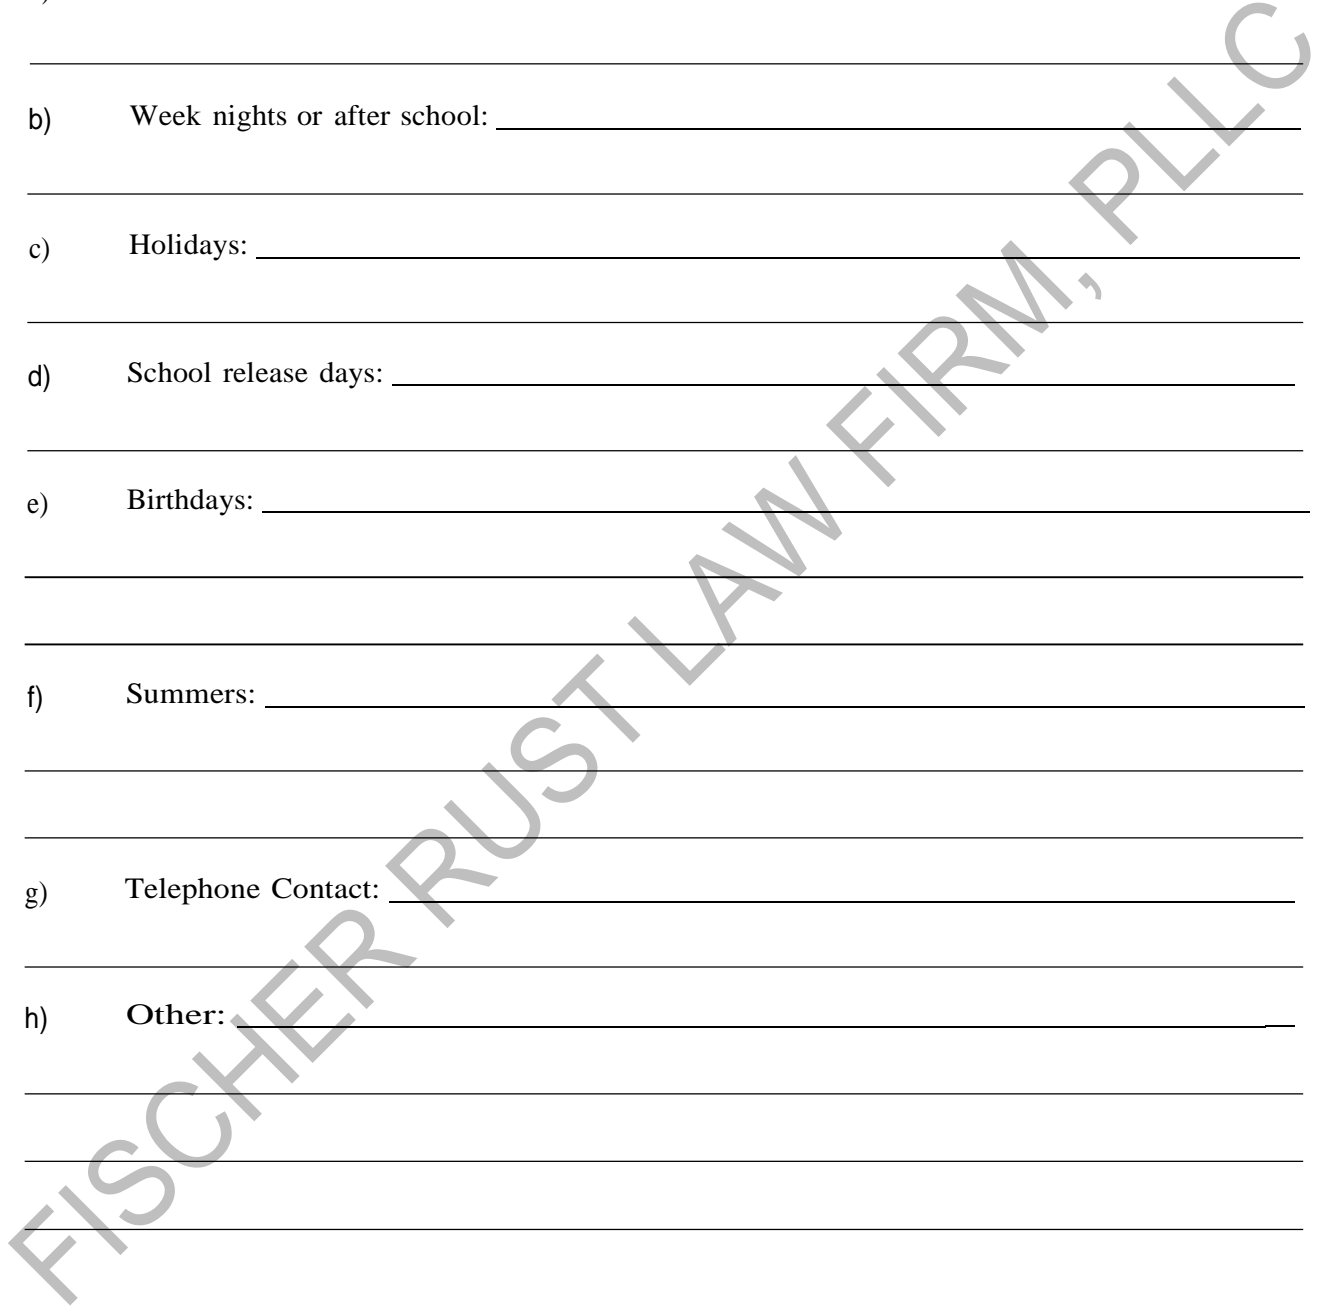 b) Week nights or after school:
c) Holidays:
d) School release days:
e) Birthdays:
f) Summers:
g) Telephone Contact:
h) Other:
FISCHER RUST LAW FIRM, PLLC